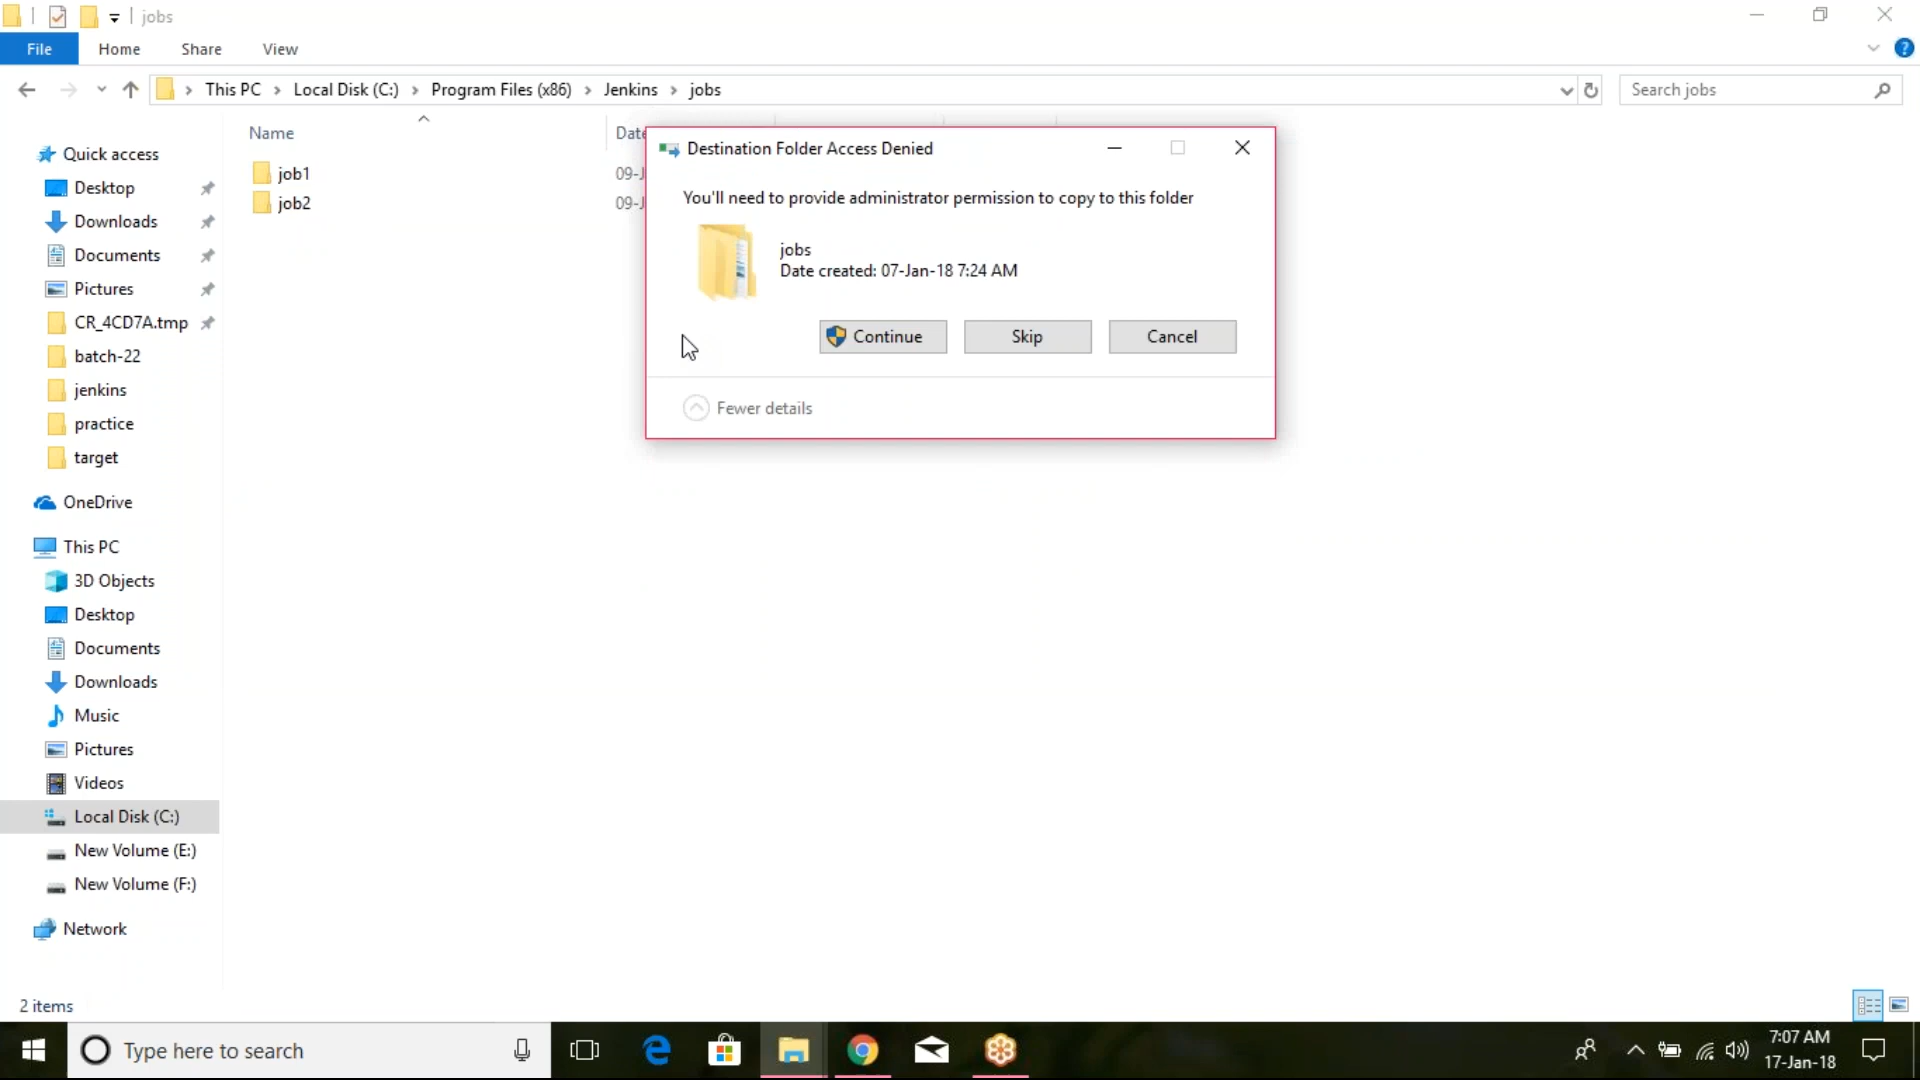 jobs
File Home Share View
This PC Local Disk (C:) Program Files (x86) Jenkins jobs
Search jobs
Name
Date
Quick access
Desktop
Downloads
Documents
Pictures
CR_4CD7A.tmp
batch-22
jenkins
practice
target
OneDrive
This PC
3D Objects
Desktop
Documents
Downloads
Music
Pictures
Videos
Local Disk (C:)
New Volume (E:)
New Volume (F:)
Network
job1 09-J
job2 09-J
Destination Folder Access Denied
You'll need to provide administrator permission to copy to this folder
jobs
Date created: 07-Jan-18 7:24 AM
Continue Skip Cancel
Fewer details
2 items
Type here to search
7:07 AM
17-Jan-18